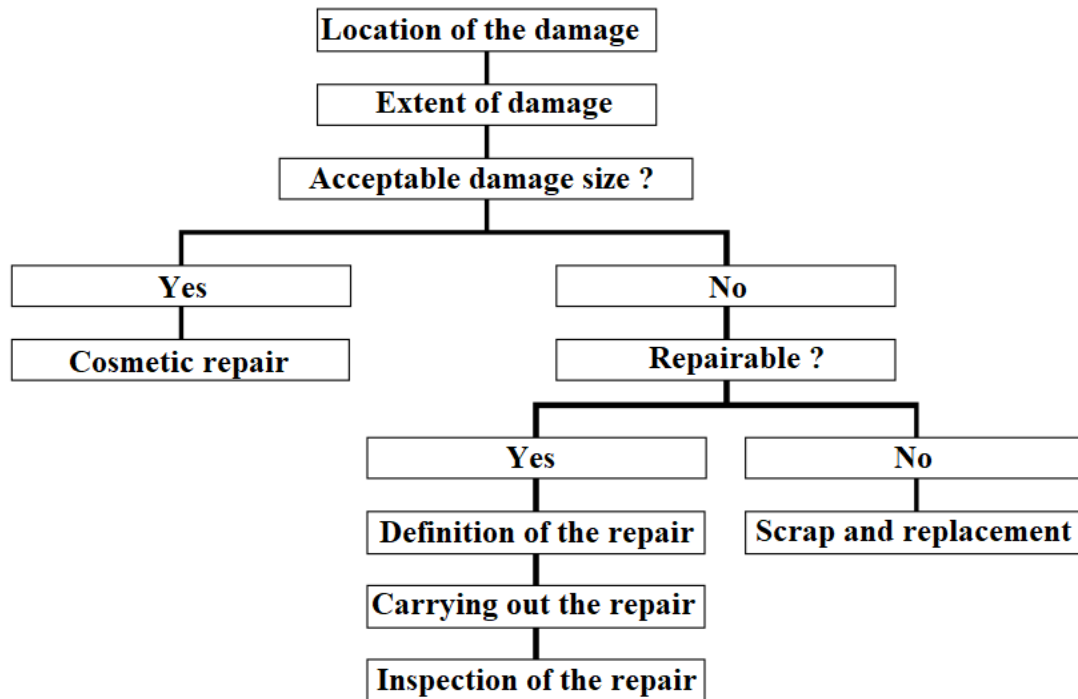 Location of the damage
Extent of damage
Acceptable damage size ?
Yes
No
Cosmetic repair
Repairable ?
Yes
No
Definition of the repair
Scrap and replacement
Carrying out the repair
Inspection of the repair